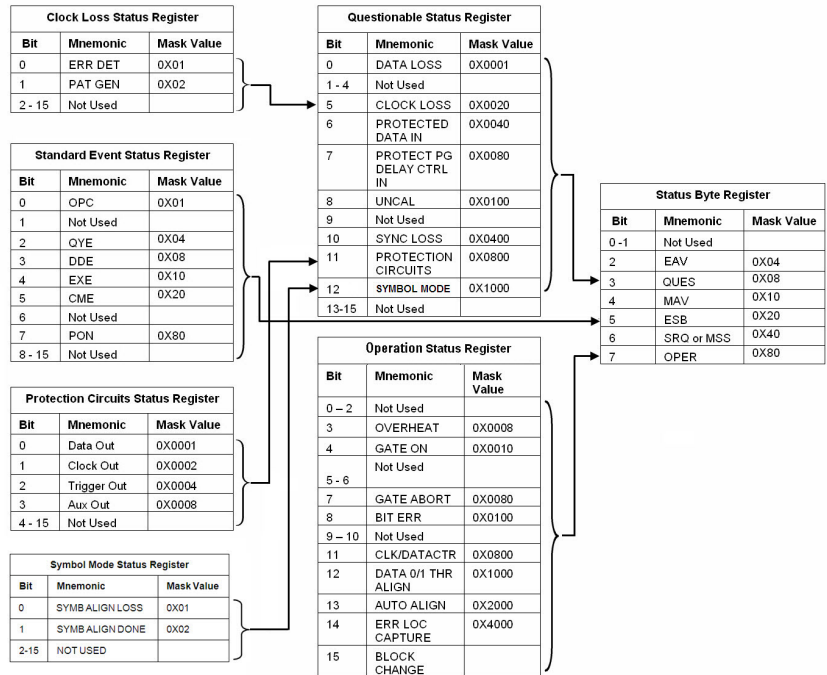 Clock Loss Status Register
Bit Mnemonic Mask Value
0 ERR DET 0X01
1 PAT GEN 0X02
2 - 15 Not Used
Standard Event Status Register
Bit Mnemonic Mask Value
0 OPC 0X01
1 Not Used
2 QYE 0X04
3 DDE 0X08
4 EXE 0X10
5 CME 0X20
6 Not Used
7 PON 0X80
8 - 15 Not Used
Protection Circuits Status Register
Bit Mnemonic Mask Value
0 Data Out 0X0001
1 Clock Out 0X0002
2 Trigger Out 0X0004
3 Aux Out 0X0008
4 - 15 Not Used
Symbol Mode Status Register
Bit Mnemonic Mask Value
0 SYMB ALIGN LOSS 0X01
1 SYMB ALIGN DONE 0X02
2-15 NOT USED
Questionable Status Register
Bit Mnemonic Mask Value
0 DATA LOSS 0X0001
1 - 4 Not Used
5 CLOCK LOSS 0X0020
6 PROTECTED 0X0040
DATA IN
7 PROTECT PG 0X0080
DELAY CTRL
IN
8 UNCAL 0X0100
9 Not Used
10 SYNC LOSS 0X0400
11 PROTECTION 0X0800
CIRCUITS
12 SYMBOL MODE 0X1000
13-15 Not Used
Operation Status Register
Bit Mnemonic Mask
Value
0 – 2 Not Used
3 OVERHEAT 0X0008
4 GATE ON 0X0010
Not Used
5 - 6
7 GATE ABORT 0X0080
8 BIT ERR 0X0100
9 – 10 Not Used
11 CLK/DATACTR 0X0800
12 DATA 0/1 THR 0X1000
ALIGN
13 AUTO ALIGN 0X2000
14 ERR LOC 0X4000
CAPTURE
15 BLOCK
CHANGE
Status Byte Register
Bit Mnemonic Mask Value
0 -1 Not Used
2 EAV 0X04
3 QUES 0X08
4 MAV 0X10
5 ESB 0X20
6 SRQ or MSS 0X40
7 OPER 0X80